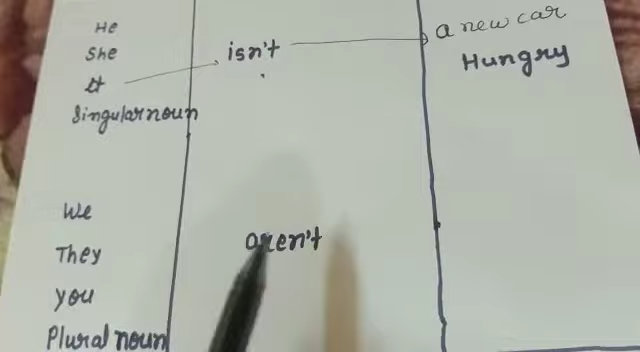 He
She
It
Singular noun
isn't
a new car
Hungry
We
They
you
Plural noun
aren't